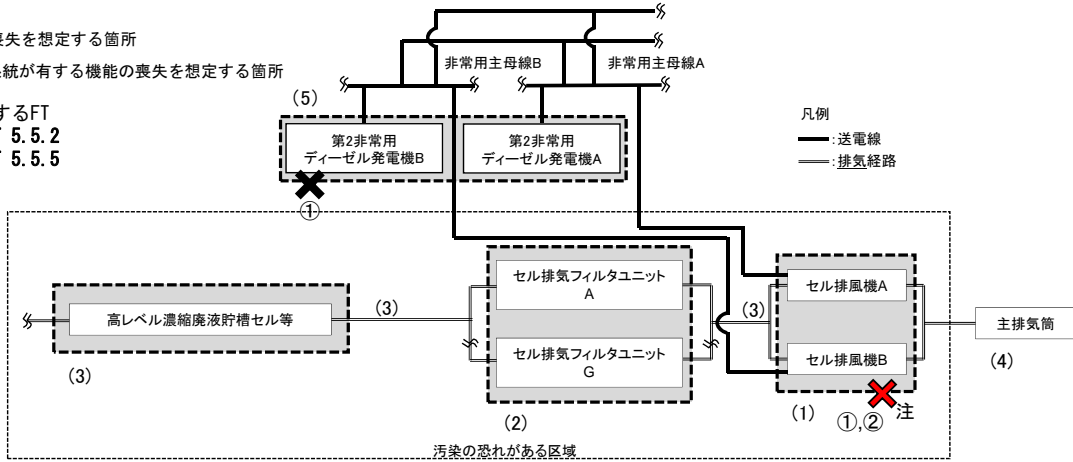 喪失を想定する箇所
系統が有する機能の喪失を想定する箇所
するFT
5.5.2
5.5.5
非常用主母線B
非常用主母線A
(5)
第2非常用
ディーゼル発電機B
第2非常用
ディーゼル発電機A
①
凡例
:送電線
:排気経路
高レベル濃縮廃液貯槽セル等
(3)
(3)
セル排気フィルタユニット
A
セル排気フィルタユニット
G
(2)
(3)
セル排風機A
セル排風機B
(1)
①,②
注
主排気筒
(4)
汚染の恐れがある区域